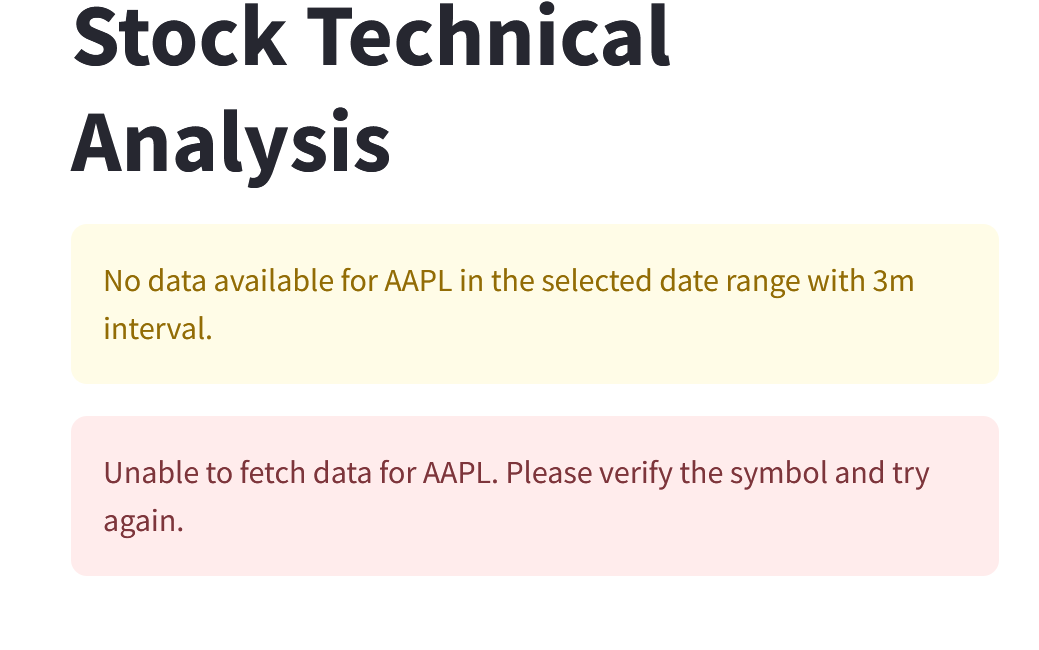 Stock Technical
Analysis
No data available for AAPL in the selected date range with 3m
interval.
Unable to fetch data for AAPL. Please verify the symbol and try
again.